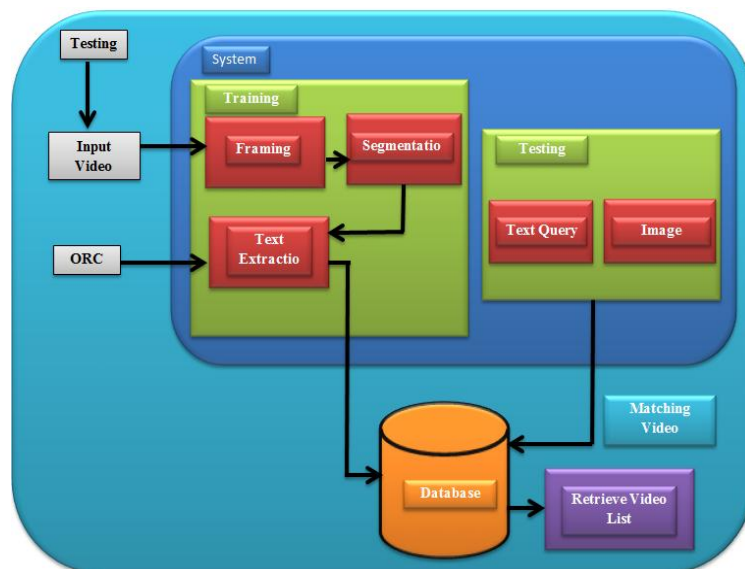 Testing
System
Training
Input
Video
Framing
Segmentatio
Testing
ORC
Text
Extractio
Text Query
Image
Matching
Video
Database
Retrieve Video
List